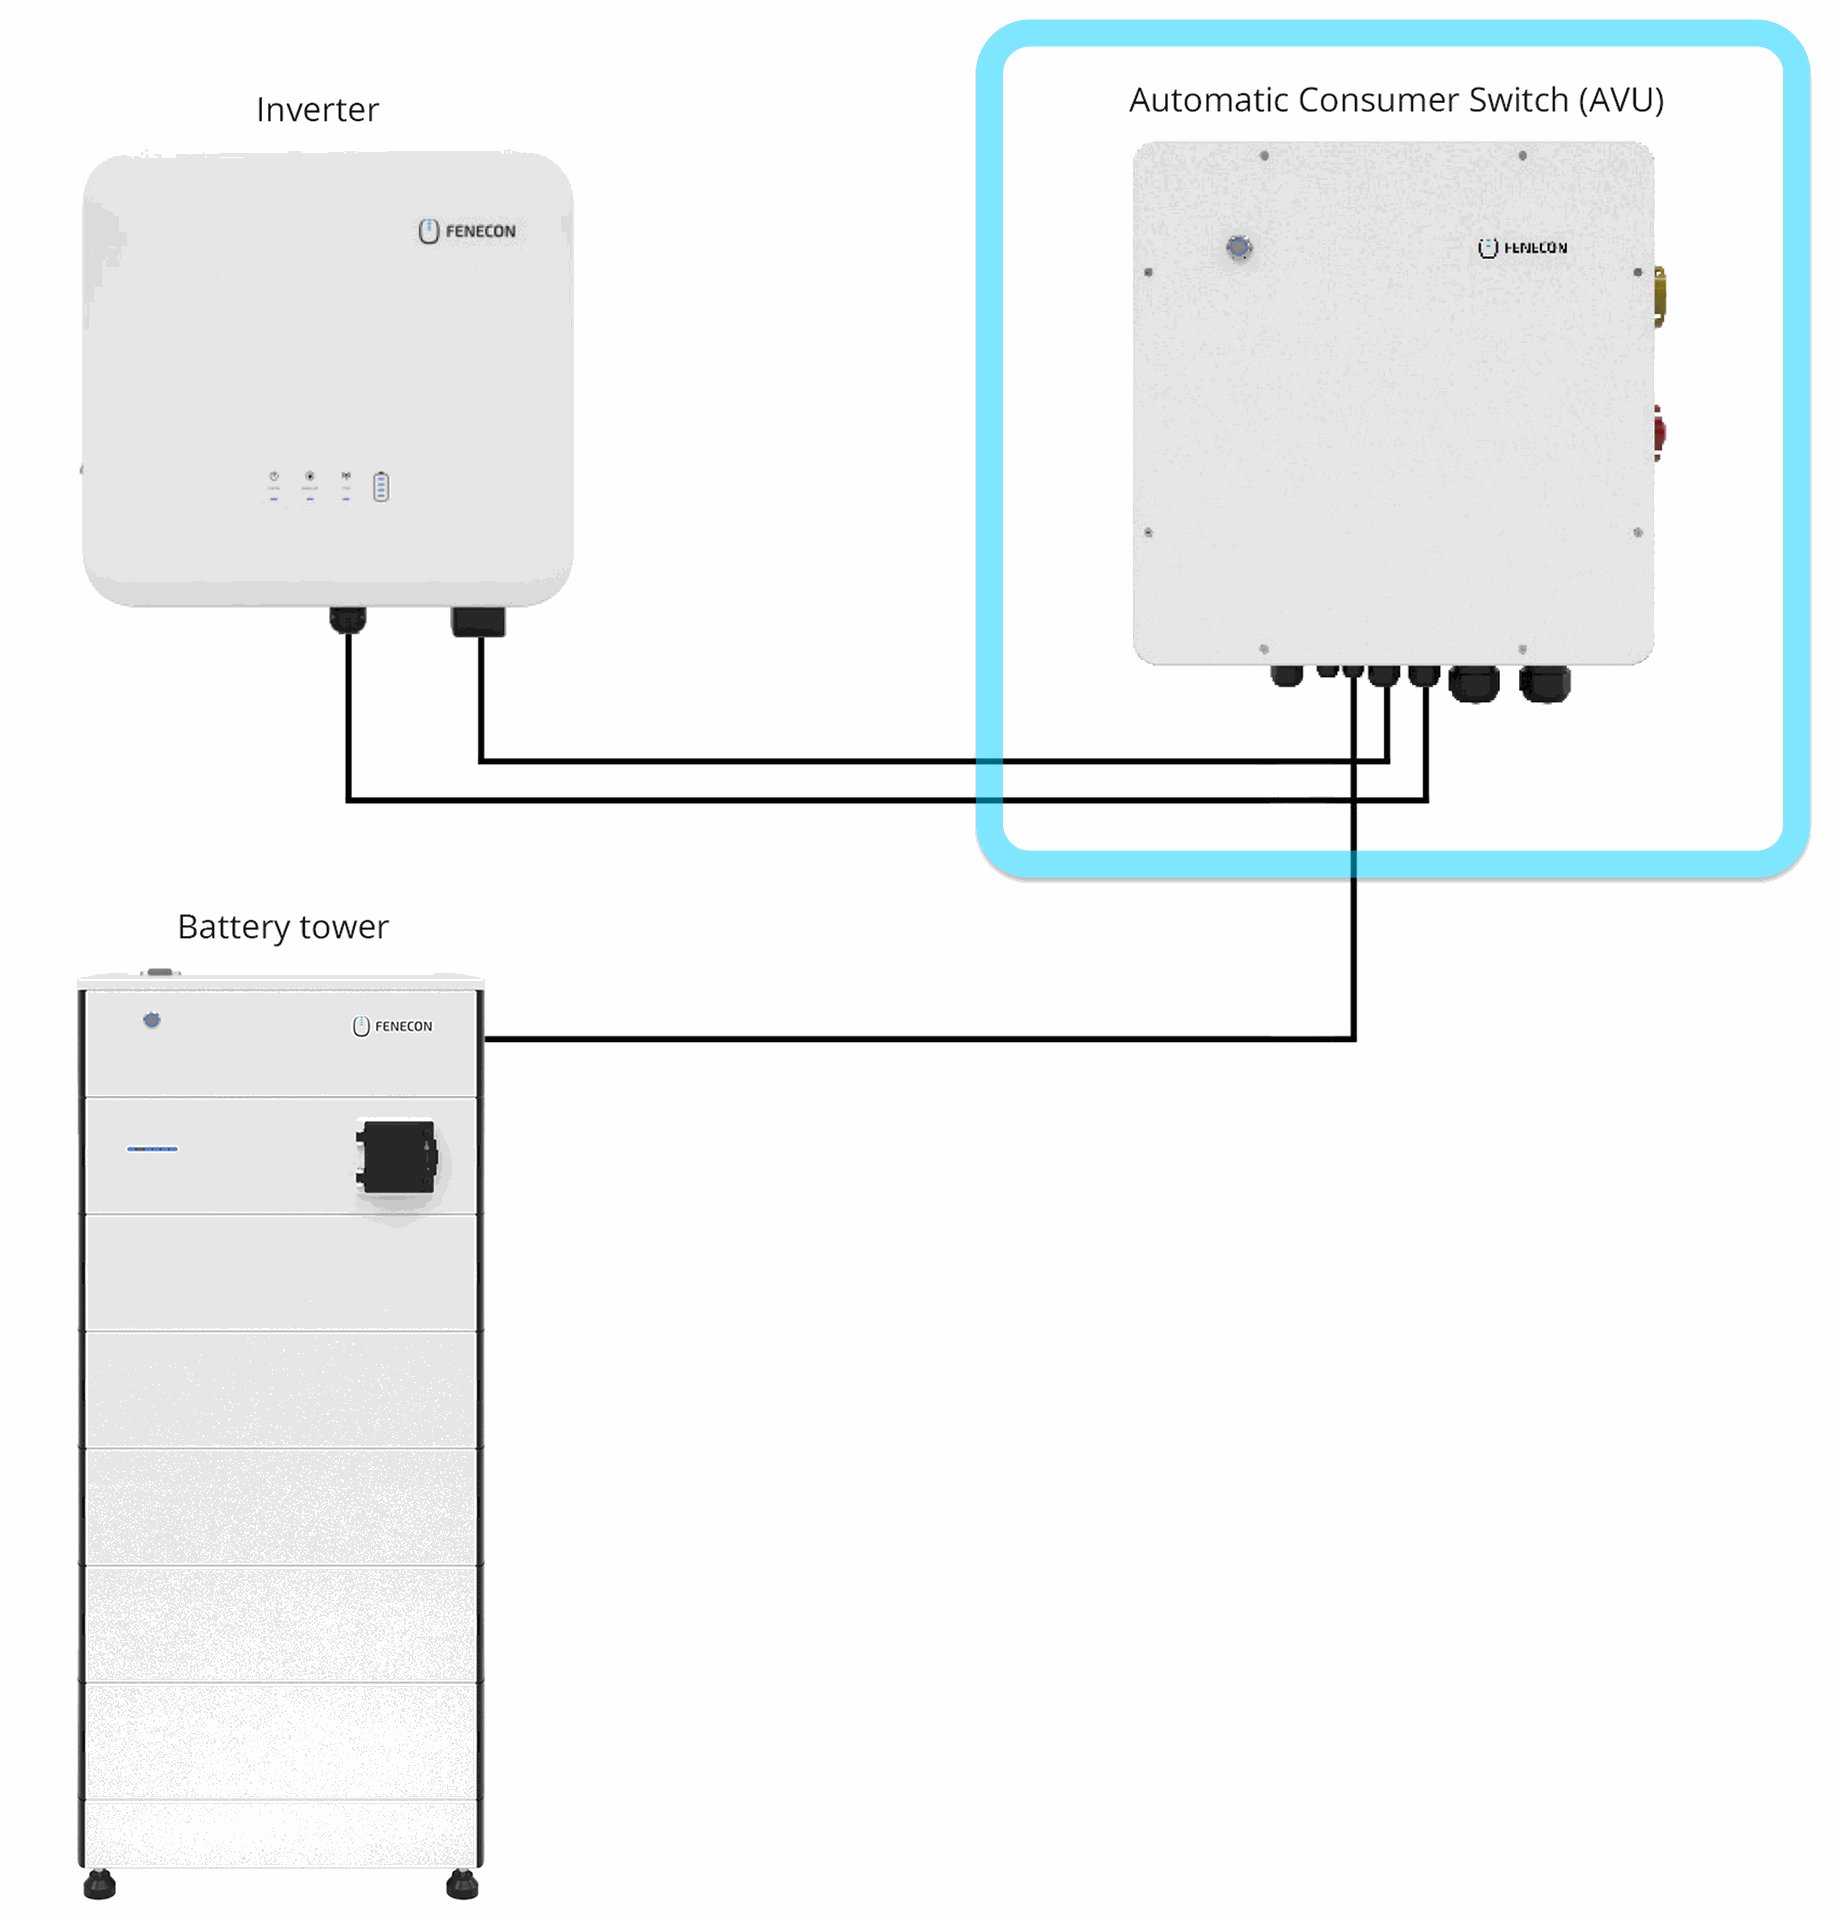 Inverter
Automatic Consumer Switch (AVU)
FENECON
FENECON
Battery tower
FENECON